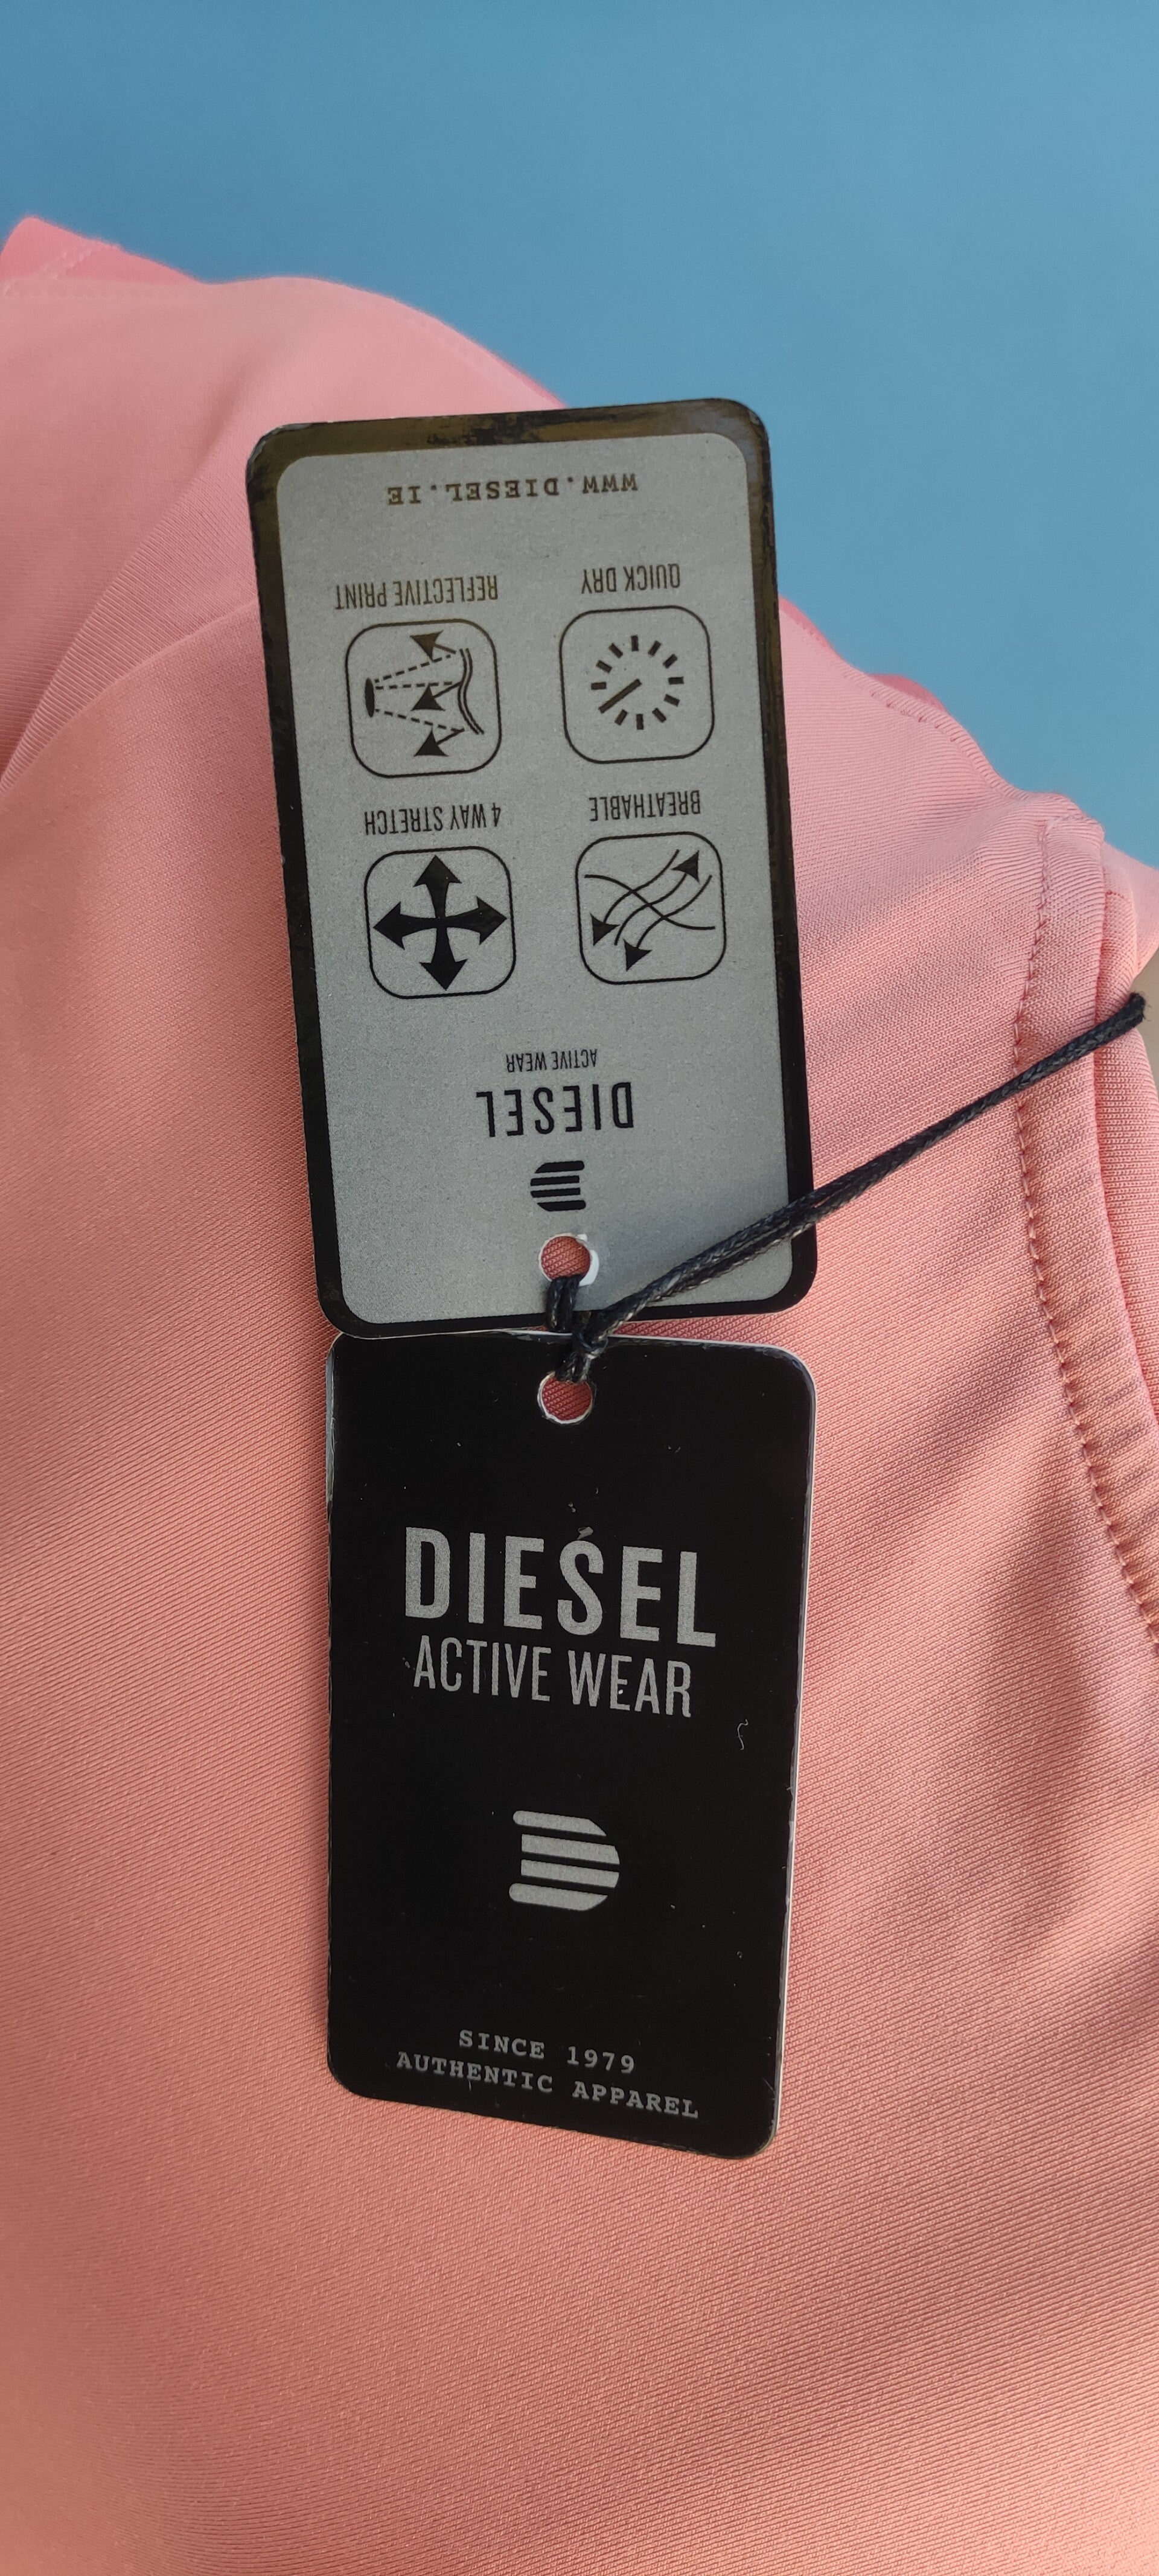 DIESEL
ACTIVE WEAR
BREATHABLE
4 WAY STRETCH
QUICK DRY
REFLECTIVE PRINT
WWW.DIESEL.IE
DIESEL
ACTIVE WEAR
SINCE 1979
AUTHENTIC APPAREL